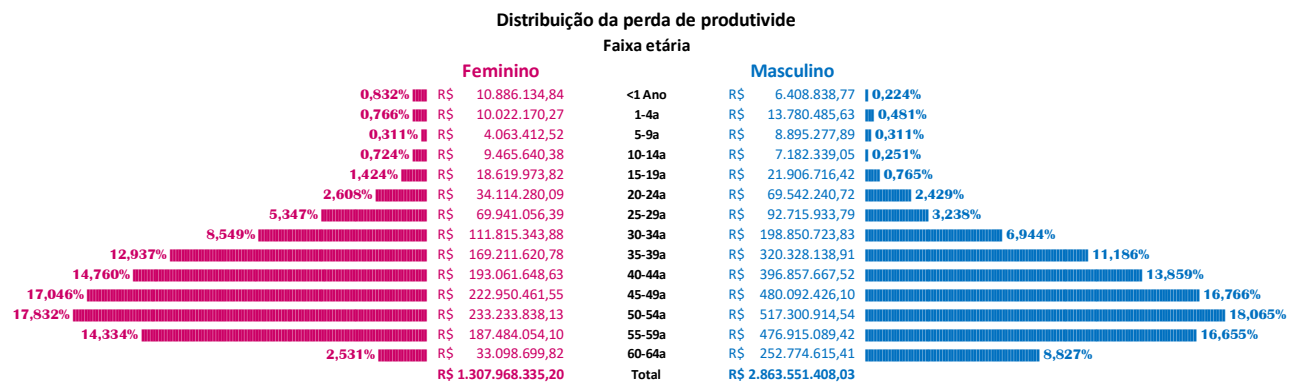 Distribuição da perda de produtivide
Faixa etária
Feminino Masculino
0,832% R$ 10.886.134,84 <1 Ano R$ 6.408.838,77 0,224%
0,766% R$ 10.022.170,27 1-4a R$ 13.780.485,63 0,481%
0,311% R$ 4.063.412,52 5-9a R$ 8.895.277,89 0,311%
0,724% R$ 9.465.640,38 10-14a R$ 7.182.339,05 0,251%
1,424% R$ 18.619.973,82 15-19a R$ 21.906.716,42 0,765%
2,608% R$ 34.114.280,09 20-24a R$ 69.542.240,72 2,429%
5,347% R$ 69.941.056,39 25-29a R$ 92.715.933,79 3,238%
8,549% R$ 111.815.343,88 30-34a R$ 198.850.723,83 6,944%
12,937% R$ 169.211.620,78 35-39a R$ 320.328.138,91 11,186%
14,760% R$ 193.061.648,63 40-44a R$ 396.857.667,52 13,859%
17,046% R$ 222.950.461,55 45-49a R$ 480.092.426,10 16,766%
17,832% R$ 233.233.838,13 50-54a R$ 517.300.914,54 18,065%
14,334% R$ 187.484.054,10 55-59a R$ 476.915.089,42 16,655%
2,531% R$ 33.098.699,82 60-64a R$ 252.774.615,41 8,827%
R$ 1.307.968.335,20 Total R$ 2.863.551.408,03